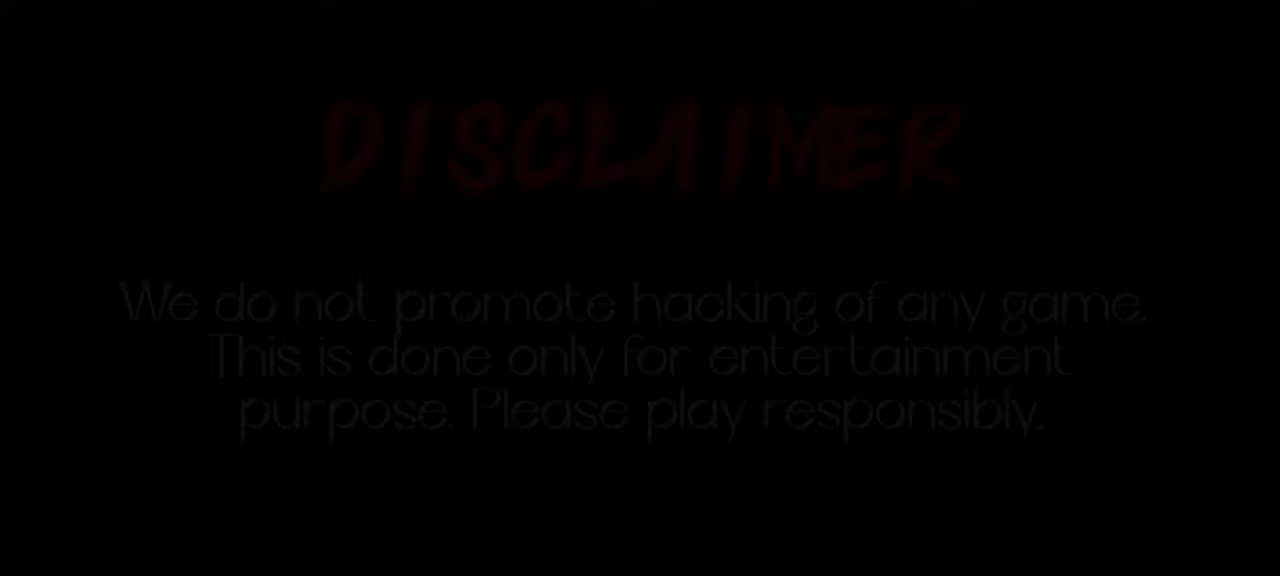 DISCLAIMER
We do not promote hacking of any game.
This is done only for entertainment
purpose. Please play responsibly.